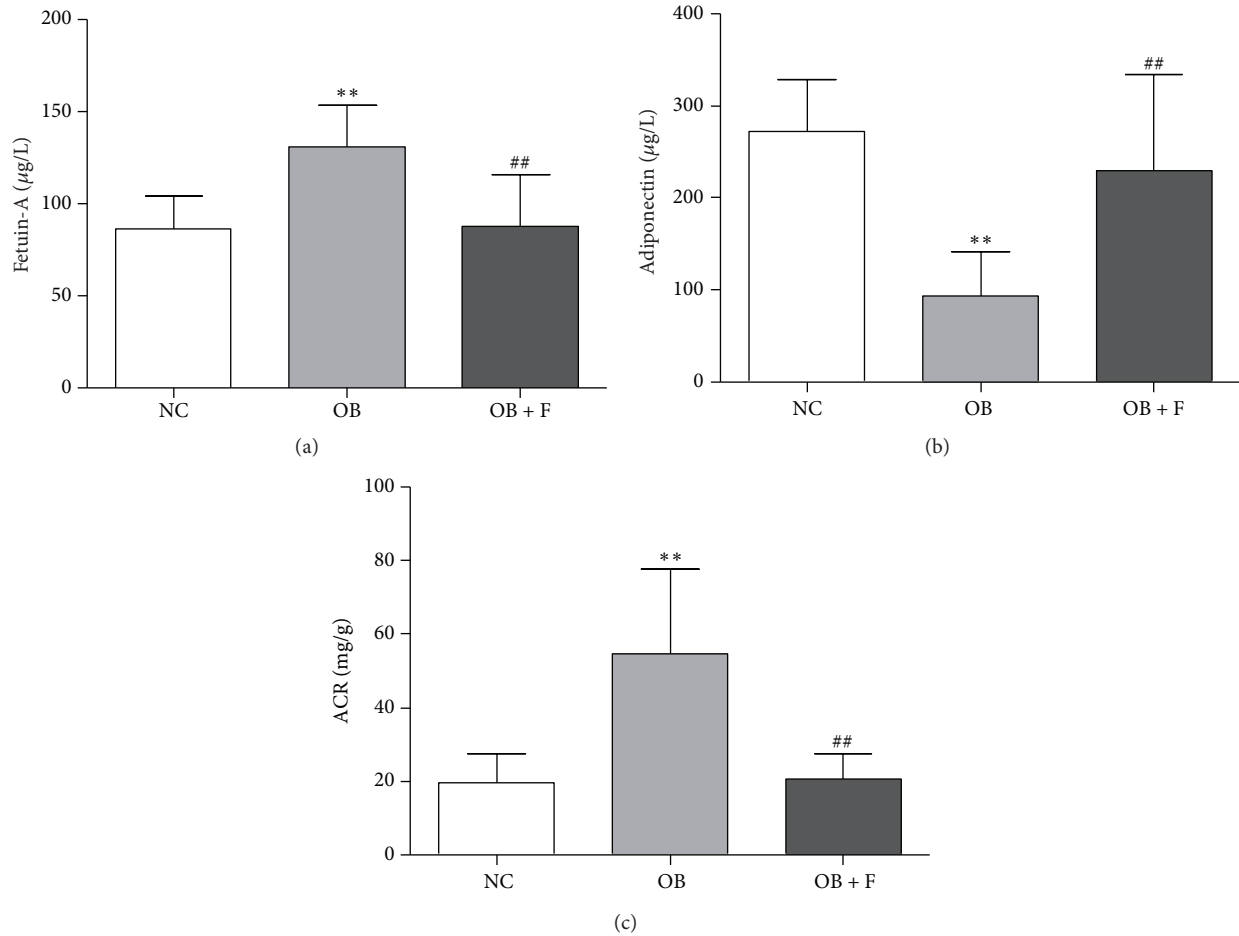 200
150
100
50
0
Fetuin-A (μg/L)
**
##
NC
OB
OB + F
(a)
400
300
200
100
0
Adiponectin (μg/L)
**
##
NC
OB
OB + F
(b)
100
80
60
40
20
0
ACR (mg/g)
**
##
NC
OB
OB + F
(c)